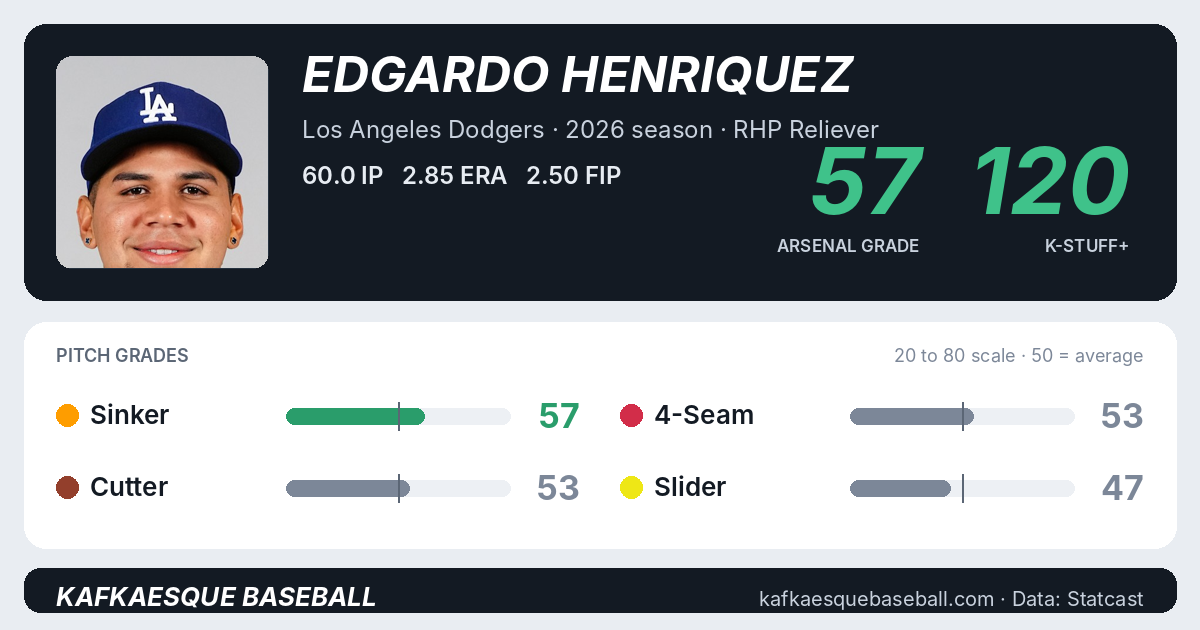 LA
EDGARDO HENRIQUEZ
Los Angeles Dodgers · 2026 season · RHP Reliever
60.0 IP 2.85 ERA 2.50 FIP
57 120
ARSENAL GRADE K-STUFF+
PITCH GRADES 20 to 80 scale · 50 = average
Sinker 57 4-Seam 53
Cutter 53 Slider 47
KAFKAESQUE BASEBALL kafkaesquebaseball.com · Data: Statcast